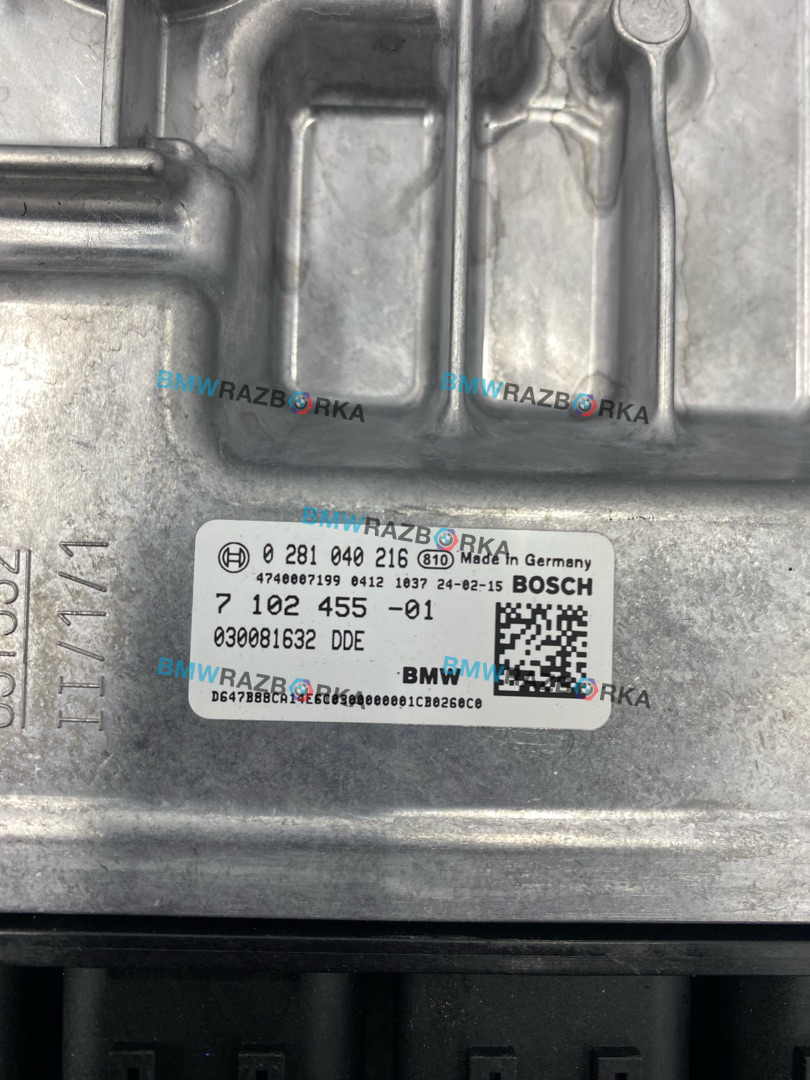 BMWRAZBORKA
BMWRAZBORKA
BMWRAZBORKA
0 281 040 216 810 Made in Germany
4740007199 0412 1037 24-02-15 BOSCH
7 102 455 -01
030081632 DDE
BMW
BMWRAZBORKA
BMWRAZBORKA
II/1/1